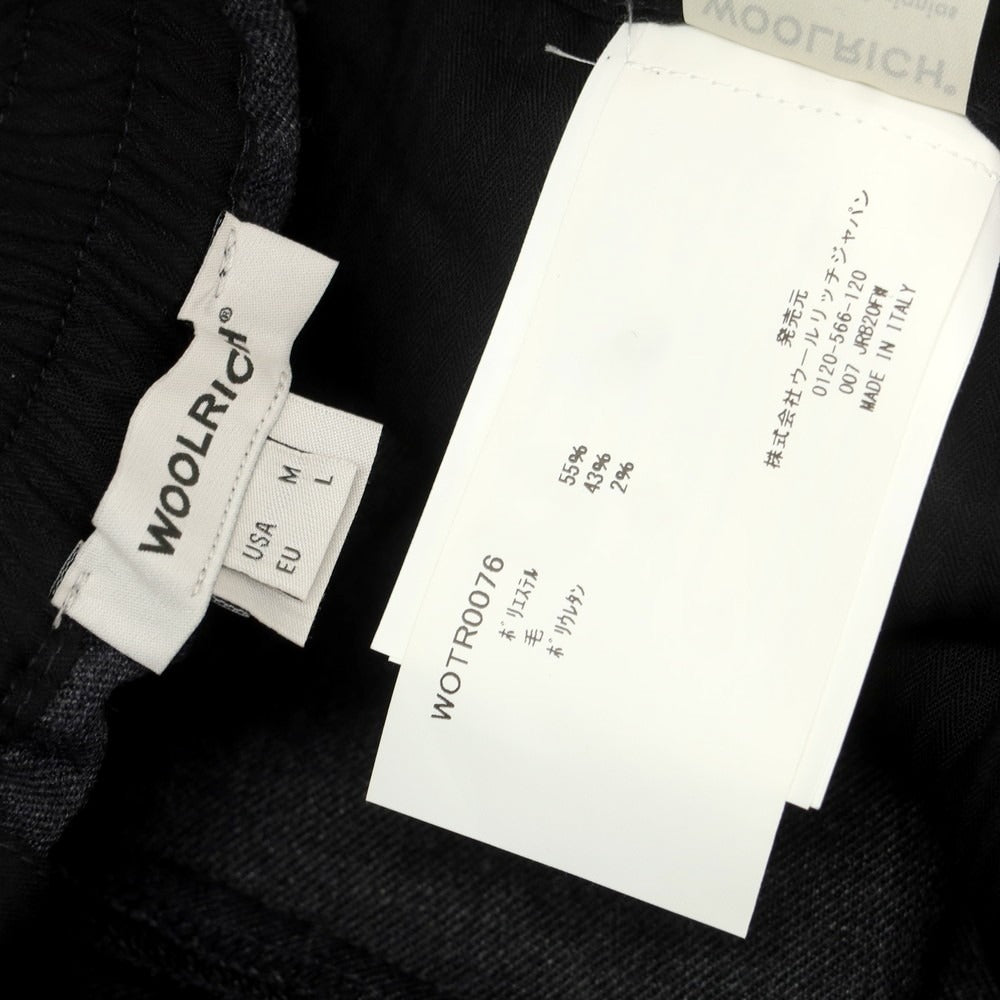 WOOLRICH®
USA M
EU L
WOOLRICH®
WOTR0076
ポリエステル 55%
毛 43%
ポリウレタン 2%
発売元
株式会社ウールリッチジャパン
0120-566-120
007 JRB20FW
MADE IN ITALY